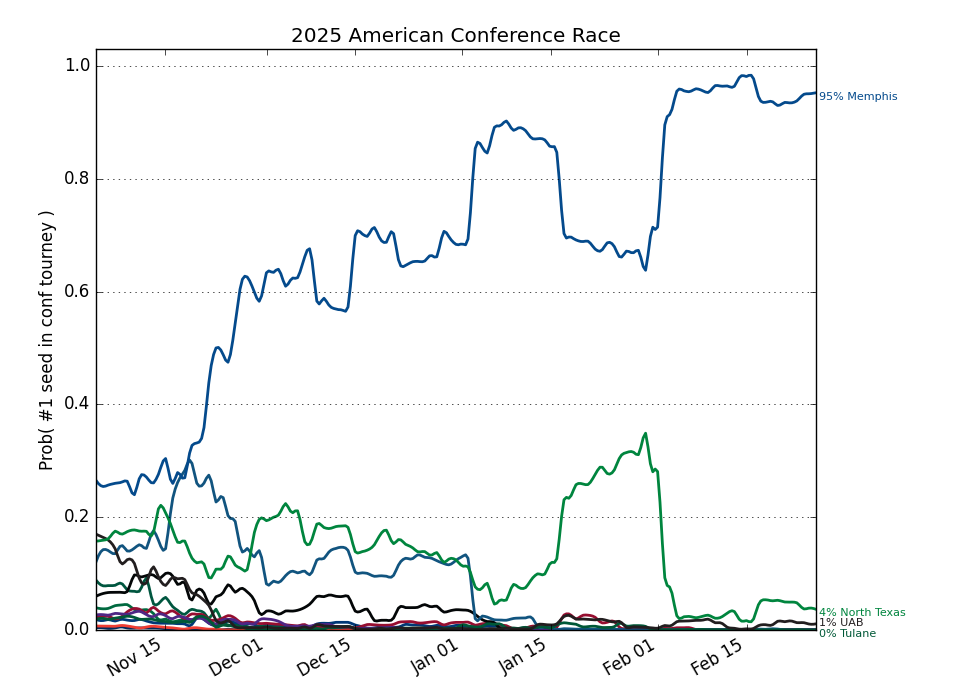 2025 American Conference Race
Prob( #1 seed in conf tourney )
1.0
0.8
0.6
0.4
0.2
0.0
Nov 15
Dec 01
Dec 15
Jan 01
Jan 15
Feb 01
Feb 15
95% Memphis
4% North Texas
1% UAB
0% Tulane